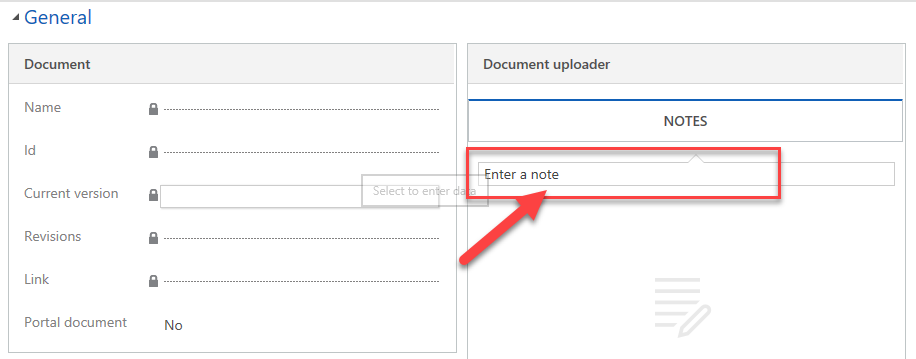 General
Document
Name
Id
Current version
Select to enter data
Revisions
Link
Portal document No
Document uploader
NOTES
Enter a note